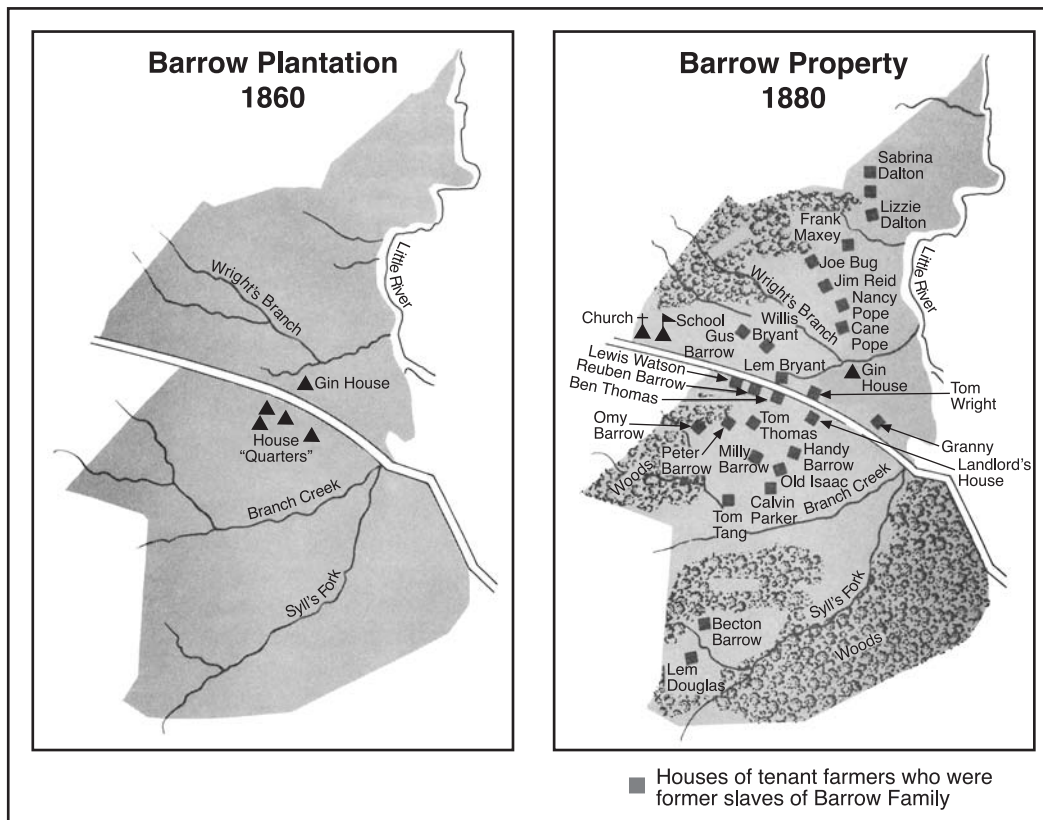 Barrow Plantation
1860
Little River
Wright's Branch
Gin House
House
"Quarters"
Branch Creek
Syll's Fork
Barrow Property
1880
Sabrina
Dalton
Lizzie
Dalton
Frank
Maxey
Joe Bug
Jim Reid
Nancy
Pope
Cane
Pope
Little River
Wright's Branch
Church
School
Willis
Bryant
Gus
Barrow
Lewis Watson
Reuben Barrow
Ben Thomas
Lem Bryant
Gin
House
Tom
Wright
Omy
Barrow
Peter
Barrow
Tom
Thomas
Granny
Landlord's
House
Milly
Barrow
Handy
Barrow
Old Isaac
Woods
Calvin
Parker
Branch Creek
Tom
Tang
Syll's Fork
Becton
Barrow
Woods
Lem
Douglas
Houses of tenant farmers who were
former slaves of Barrow Family